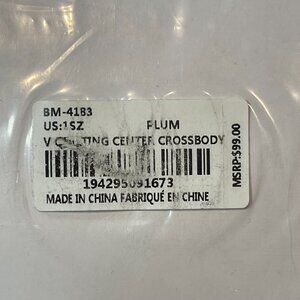 BM-4183
US:1SZ PLUM
V CENTER CROSSBODY
194295091673
MADE IN CHINA FABRIQUÉ EN CHINE
MSRP:$99.00